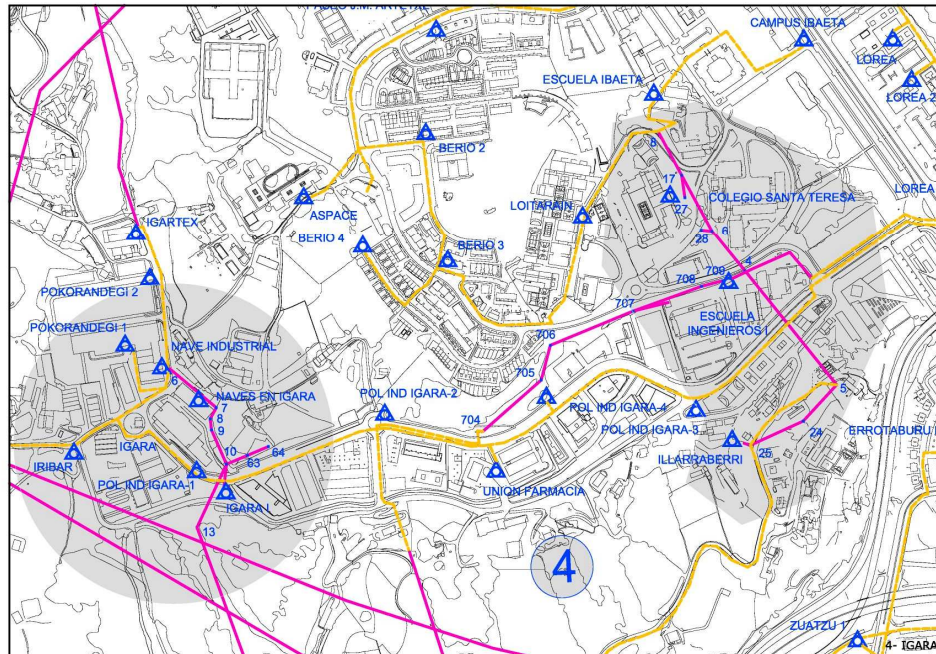 CAMPUS IBAETA
LOREA
ESCUELA IBAETA
LOREA 2
BERIO 2
8
17
27
COLEGIO SANTA TERESA
LOREA
ASPACE
LOITARAIN
IGARTEX
BERIO 4
BERIO 3
28
6
4
709
708
POKORANDEGI 2
707
ESCUELA
INGENIEROS I
POKORANDEGI 1
NAVE INDUSTRIAL
706
6
705
5
NAVES EN IGARA
7
8
9
POL IND IGARA-2
704
POL IND IGARA-4
24
POL IND IGARA-3
IGARA
10
64
63
25
ILLARRABERRI
IRIBAR
POL IND IGARA-1
UNION FARMACIA
IGARA I
13
4
ZUATZU 1
4- IGARA